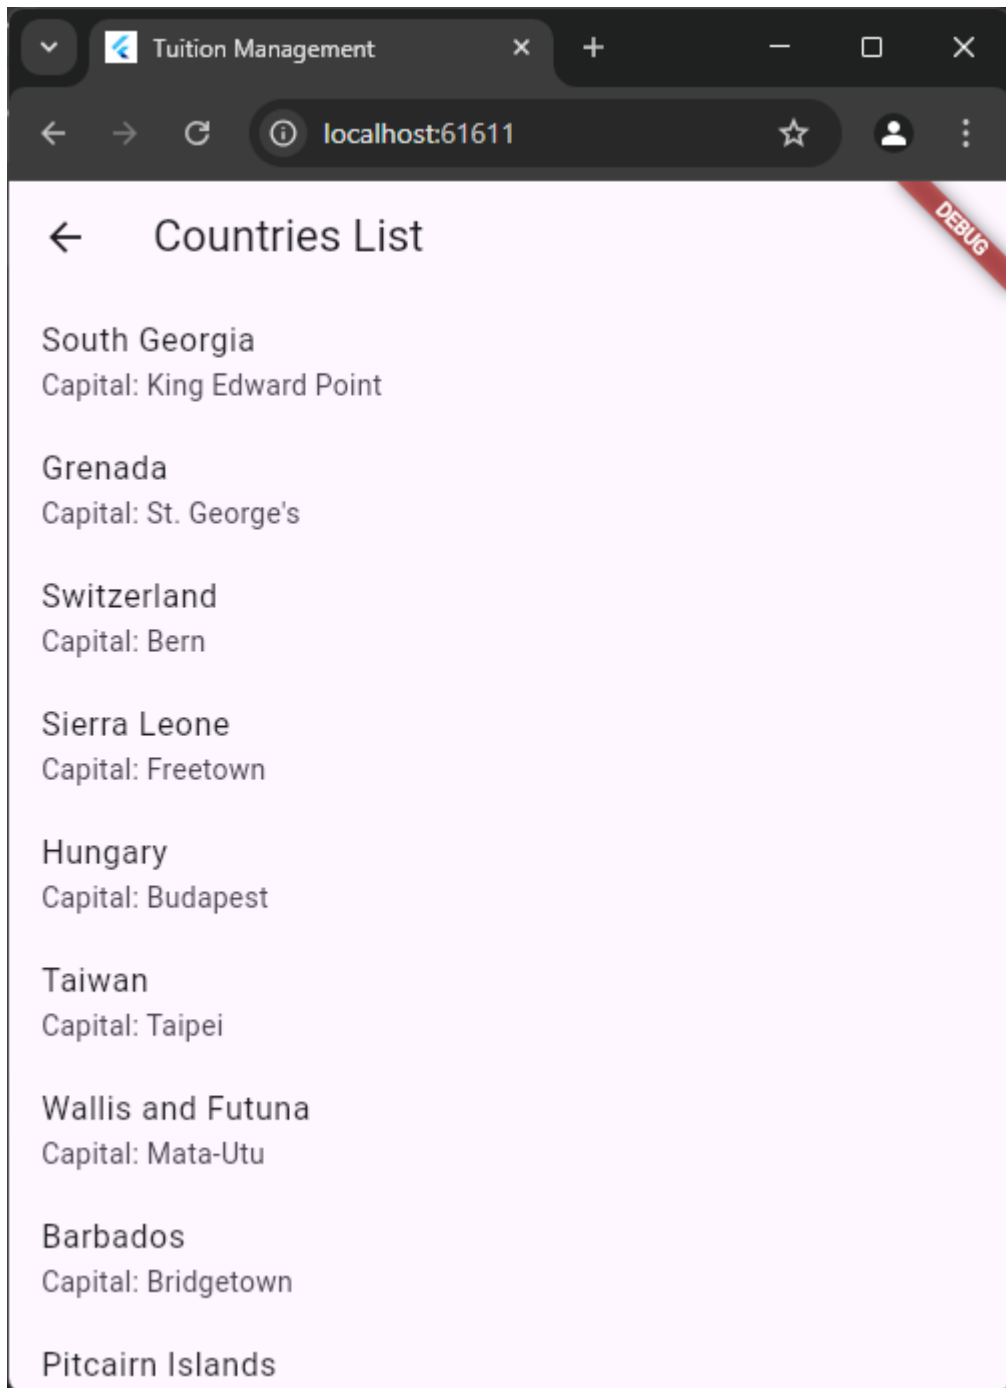 Tuition Management
localhost:61611
DEBUG
Countries List
South Georgia
Capital: King Edward Point
Grenada
Capital: St. George's
Switzerland
Capital: Bern
Sierra Leone
Capital: Freetown
Hungary
Capital: Budapest
Taiwan
Capital: Taipei
Wallis and Futuna
Capital: Mata-Utu
Barbados
Capital: Bridgetown
Pitcairn Islands